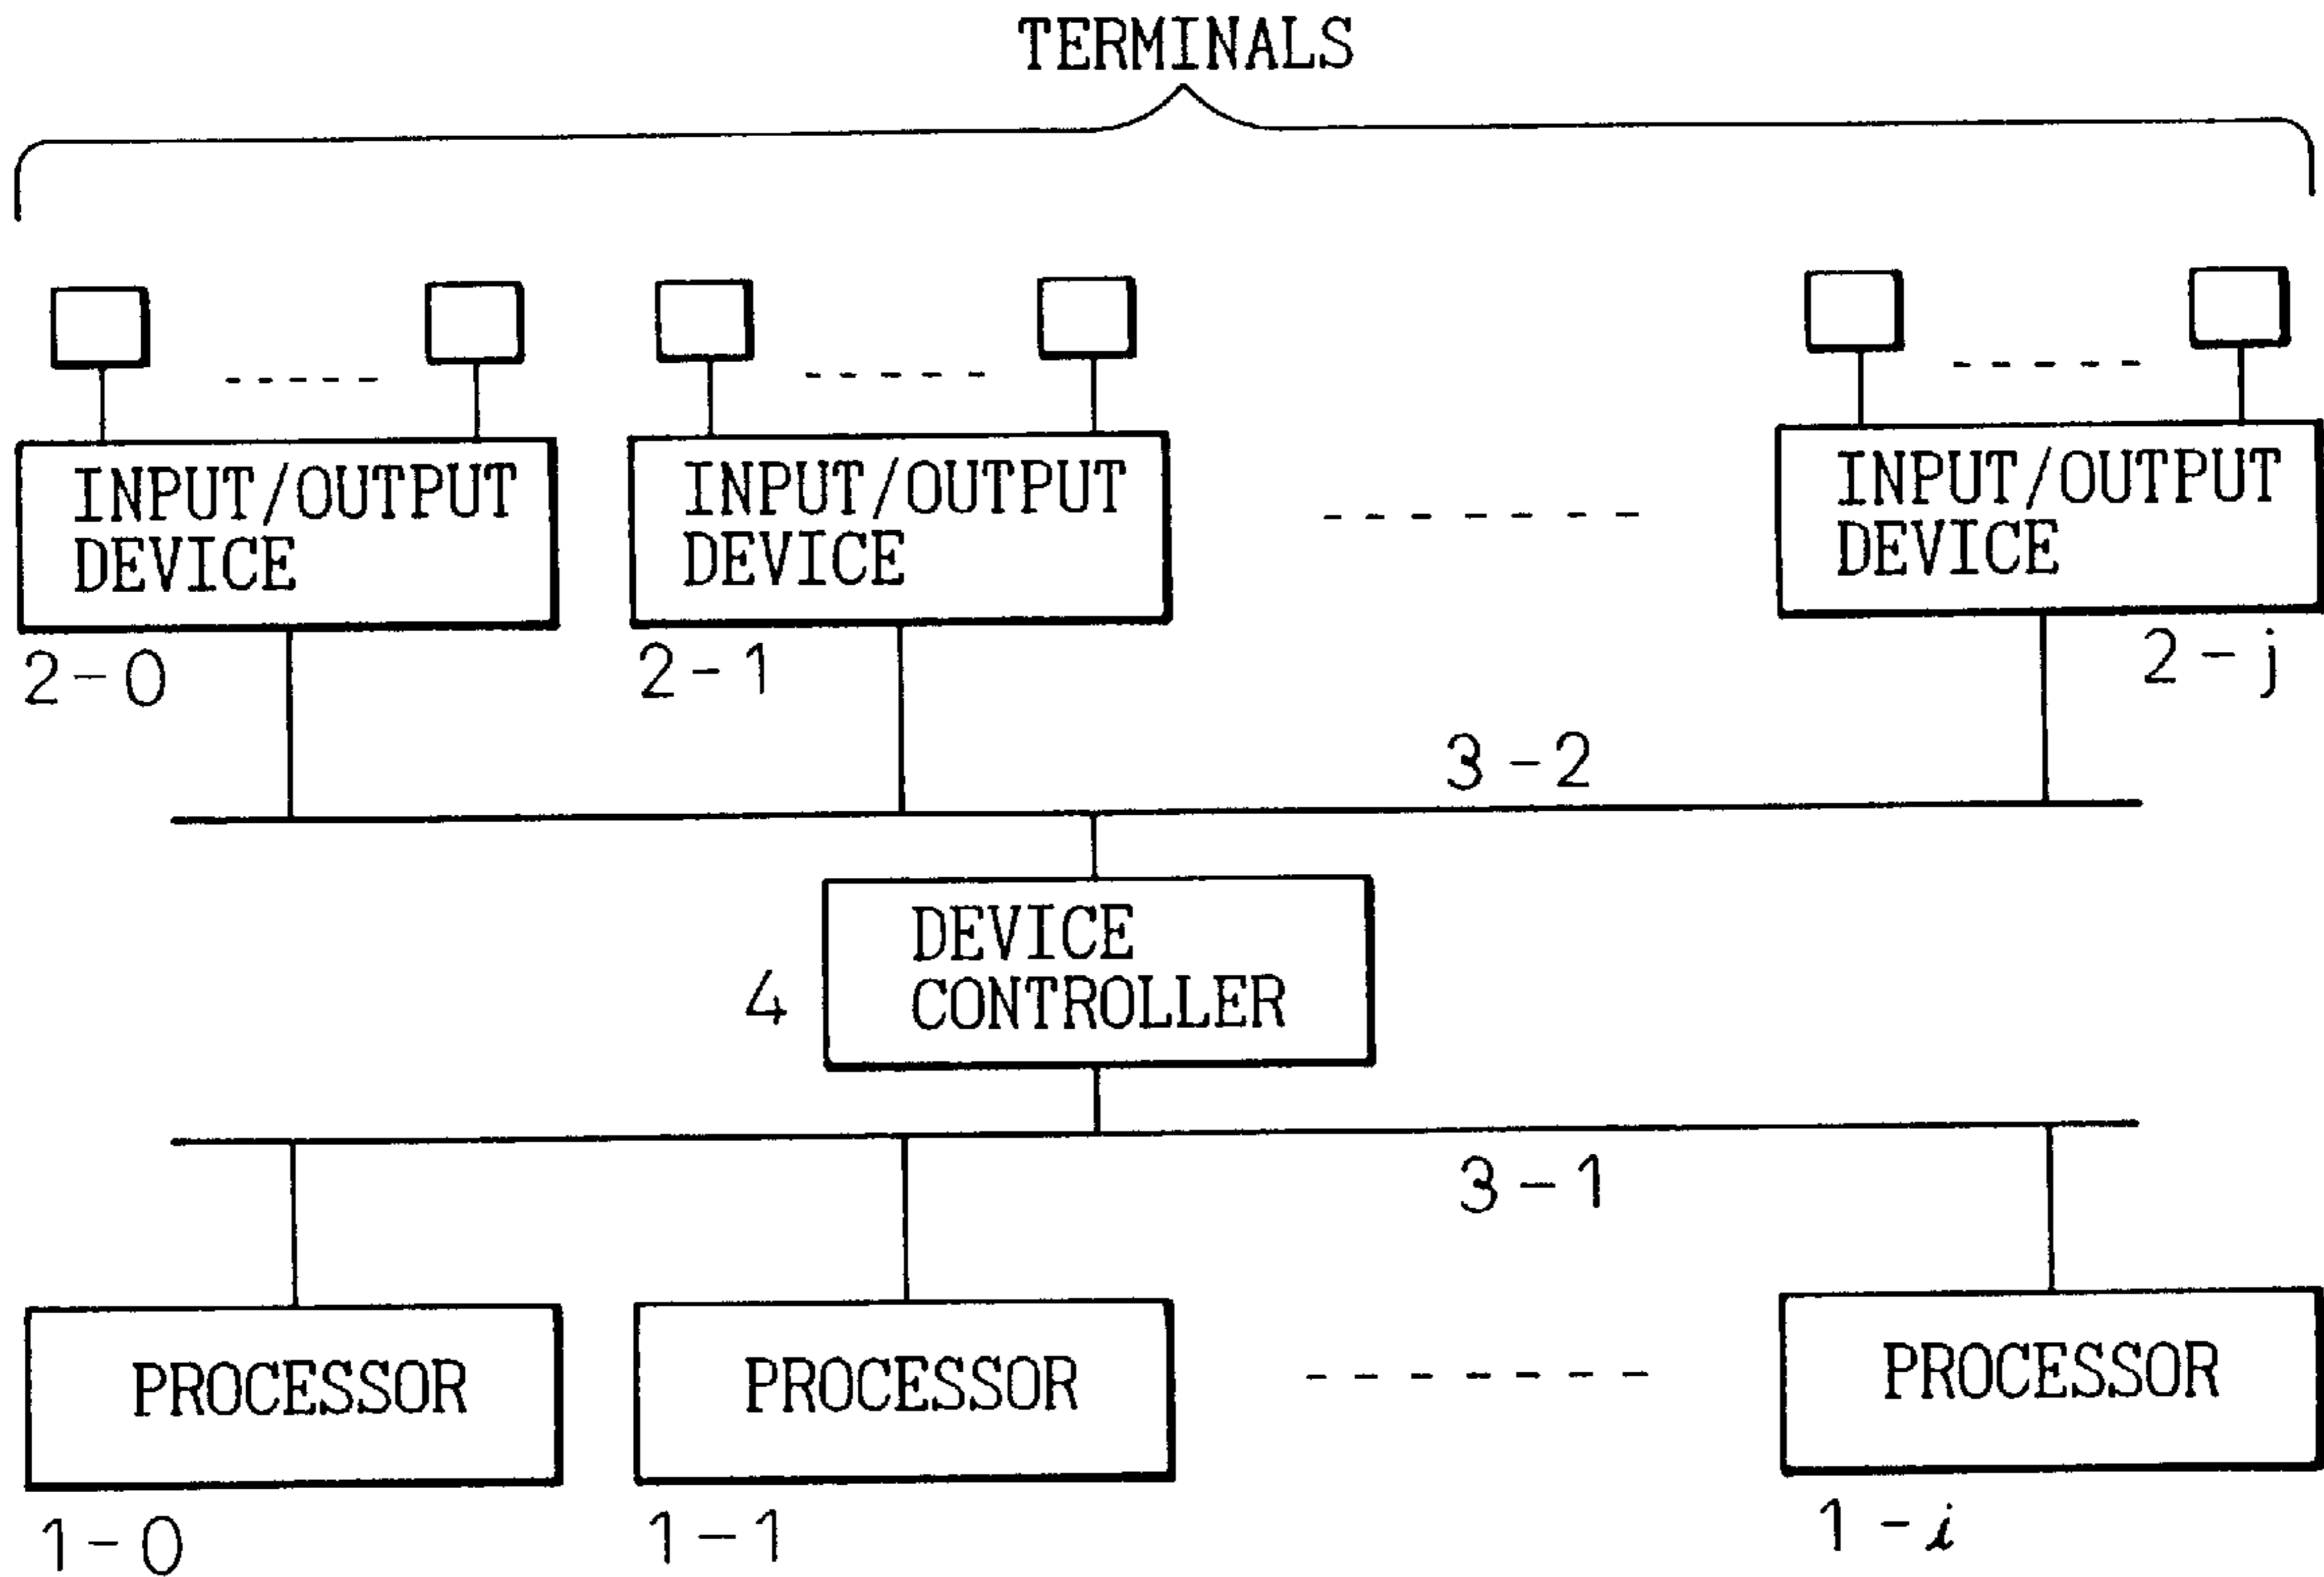 TERMINALS
INPUT/OUTPUT
DEVICE
INPUT/OUTPUT
DEVICE
INPUT/OUTPUT
DEVICE
2-0
2-1
2-j
3-2
DEVICE
CONTROLLER
4
3-1
PROCESSOR
PROCESSOR
PROCESSOR
1-0
1-1
1-i